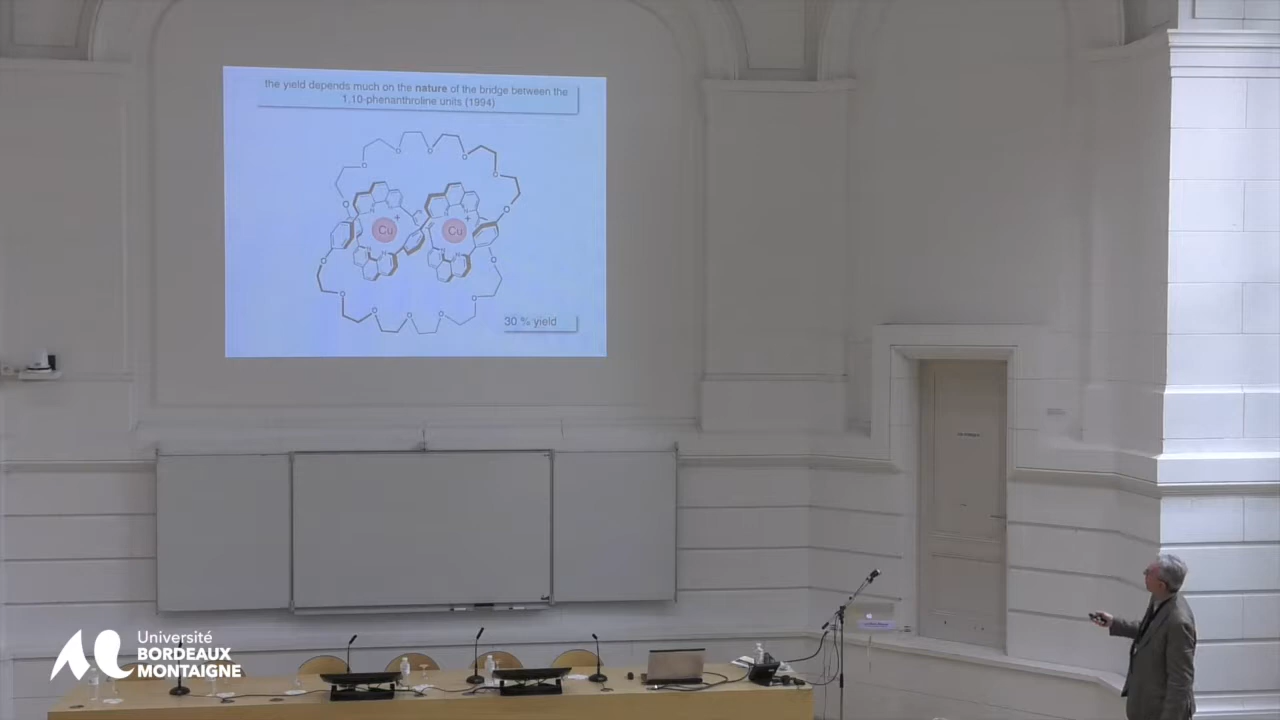 the yield depends much on the nature of the bridge between the
1,10-phenanthroline units (1994)
Cu
+
Cu
+
30 % yield
Université
BORDEAUX
MONTAIGNE